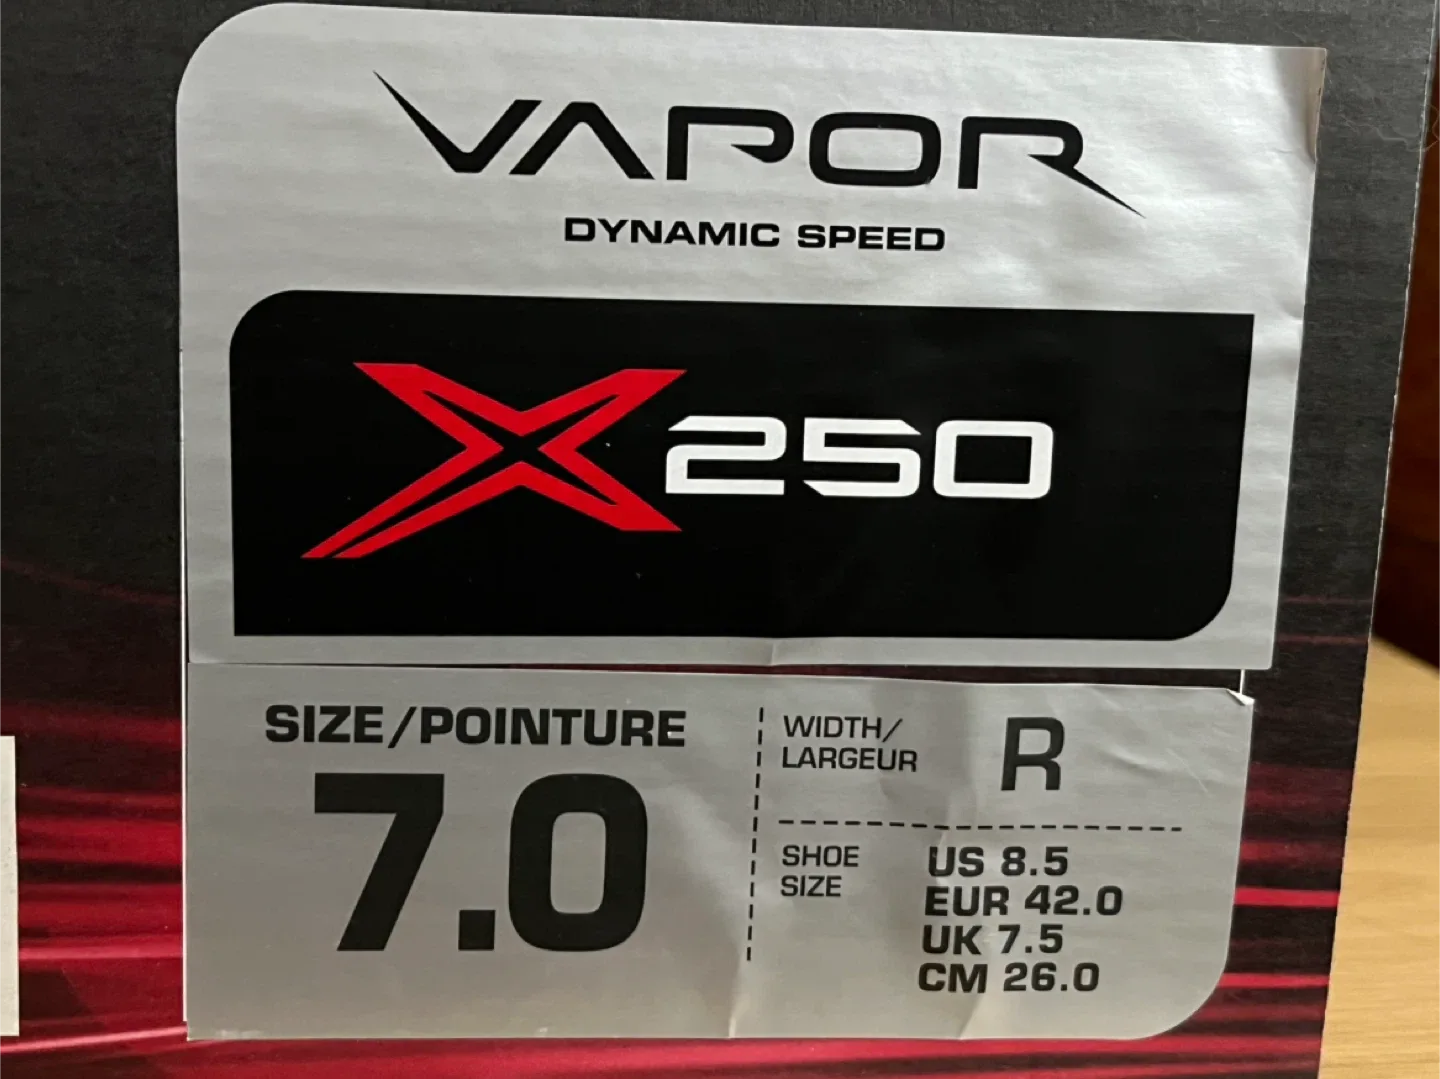 VAPOR
DYNAMIC SPEED
X250
SIZE/POINTURE
7.0
WIDTH/
LARGEUR
R
SHOE
SIZE
US 8.5
EUR 42.0
UK 7.5
CM 26.0